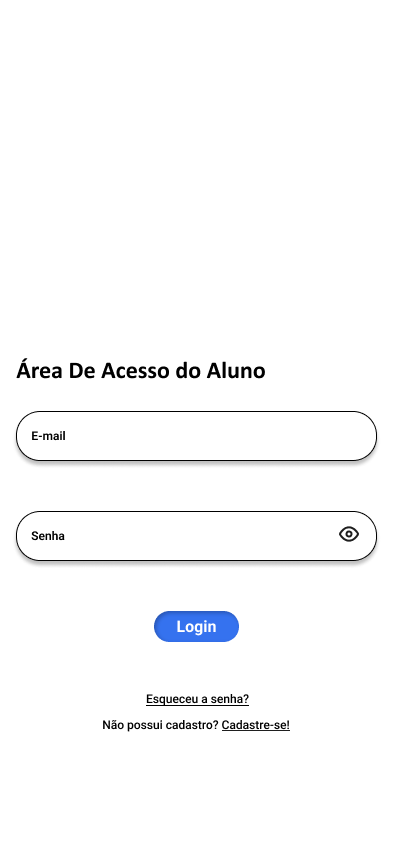 Área De Acesso do Aluno
E-mail
Senha
Login
Esqueceu a senha?
Não possui cadastro? Cadastre-se!